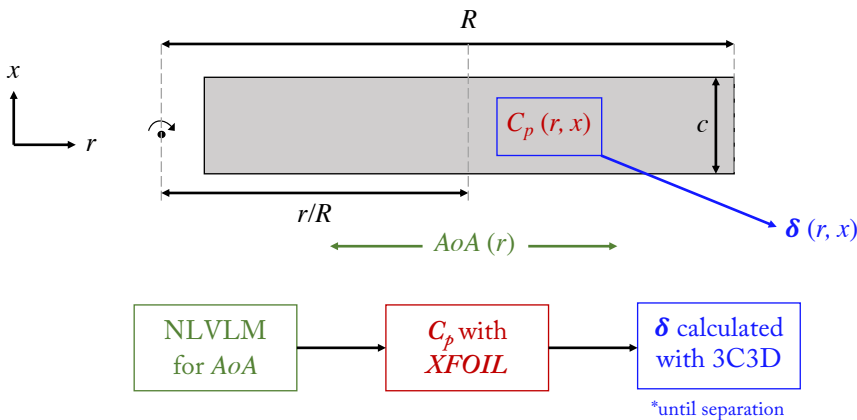 R
x
r
C_p (r, x)
c
r/R
AoA (r)
δ (r, x)
NLVLM
for AoA
C_p with
XFOIL
δ calculated
with 3C3D
*until separation